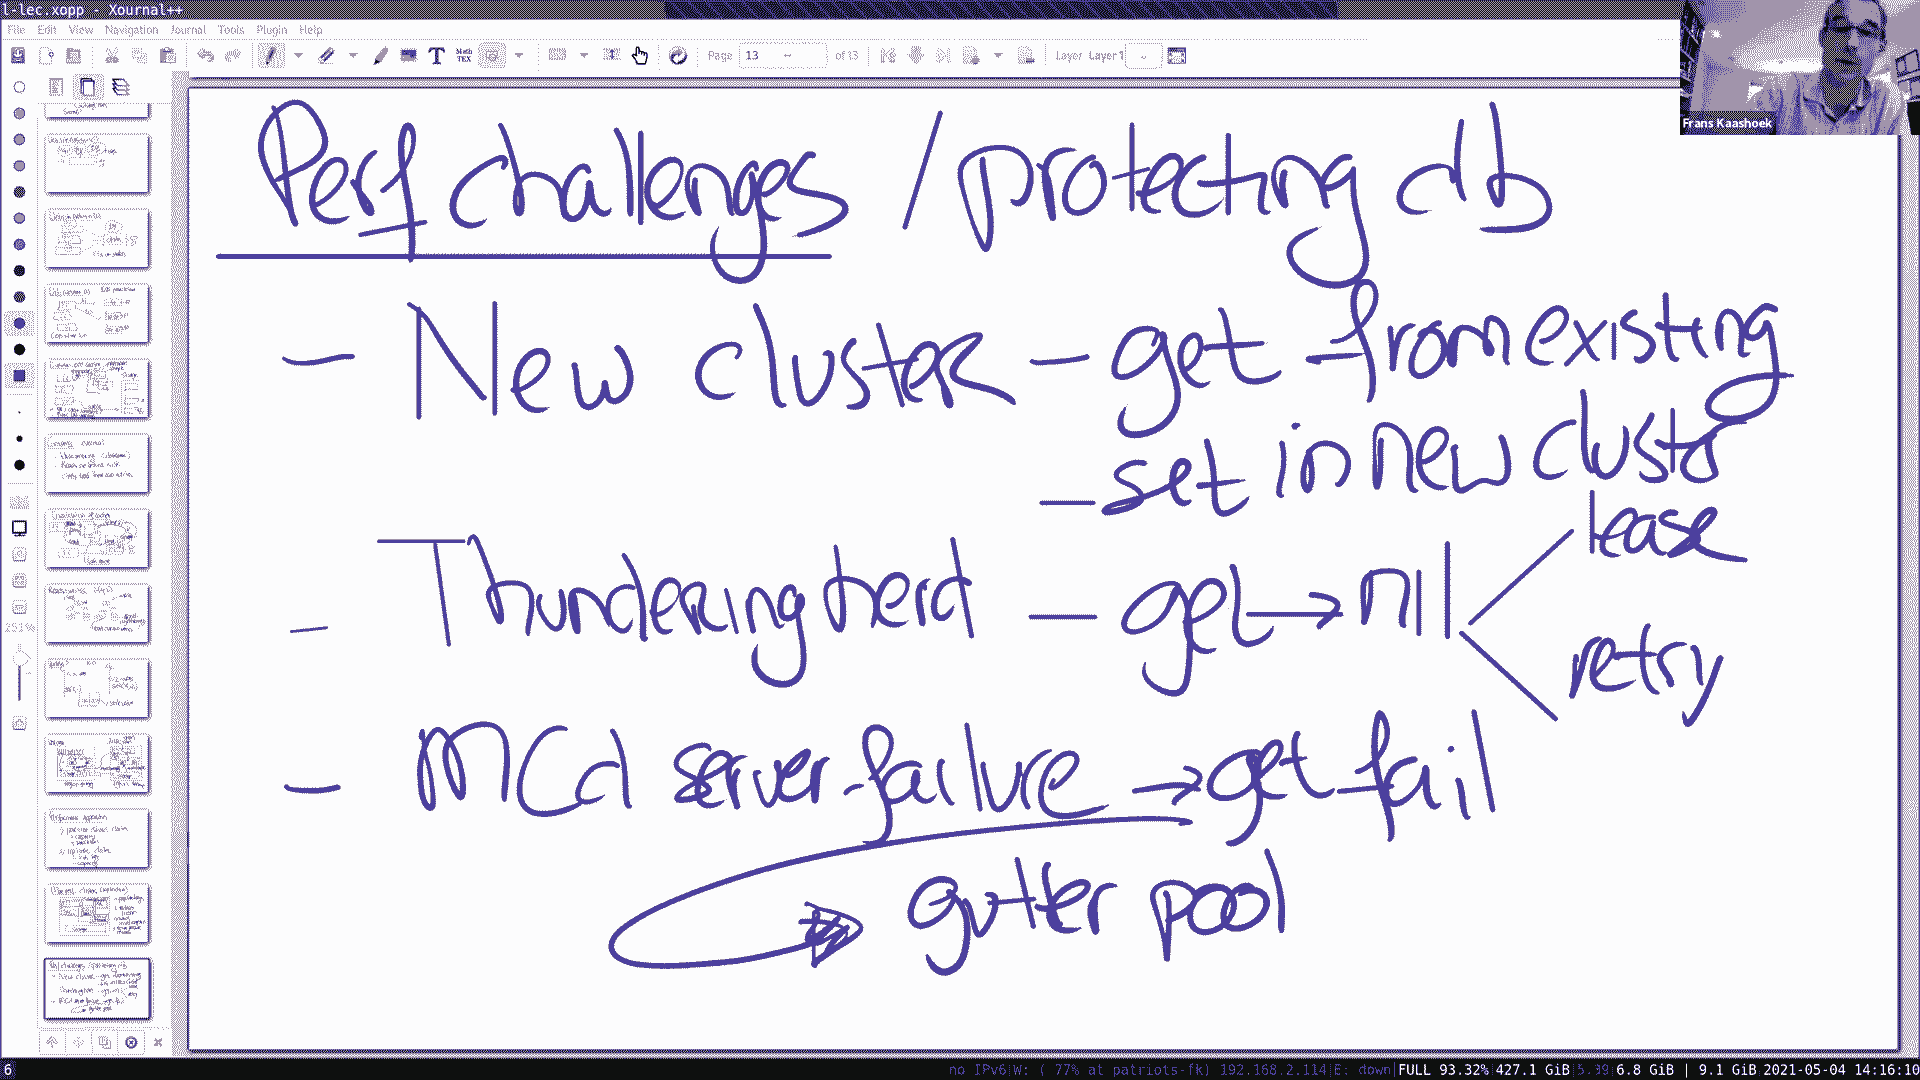 l-lec.xopp - Xournal++
File Edit View Navigation Journal Tools Plugin Help
Page 13 of 13 Layer Layer 1
Frans Kaashoek
251%
Perf challenges / protecting db
- New cluster - get from existing
- set in new cluster
- Thundering herd - get → nil lease
retry
- MCd server-failure → get fail
gutter pool
6 no IPv6 W: ( 77% at patriots-fk) 192.168.2.114 E: down FULL 93.32% 427.1 GiB 5.39 6.8 GiB | 9.1 GiB 2021-05-04 14:16:10